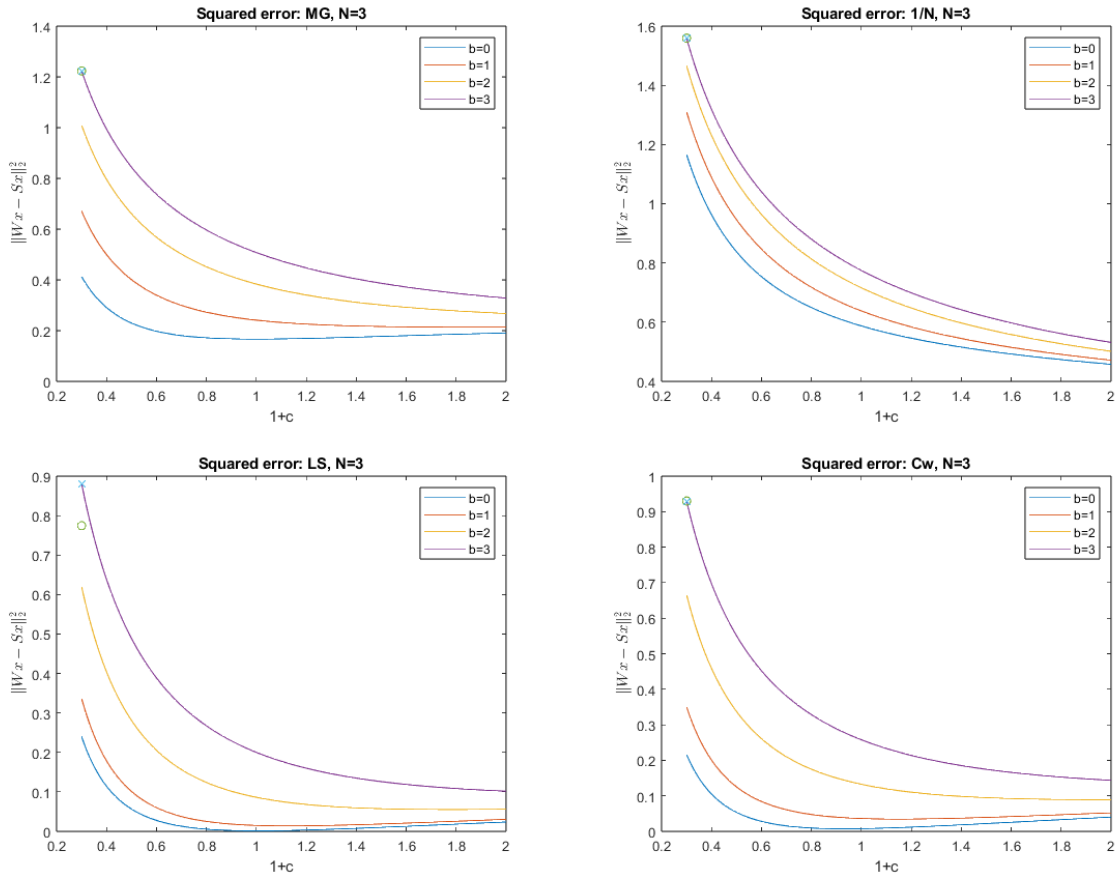 Squared error: MG, N=3
1.4
1.2
1
0.8
0.6
0.4
0.2
0
‖Wx − Sx‖₂²
0.2 0.4 0.6 0.8 1 1.2 1.4 1.6 1.8 2
1+c
b=0
b=1
b=2
b=3
Squared error: 1/N, N=3
1.6
1.4
1.2
1
0.8
0.6
0.4
‖Wx − Sx‖₂²
0.2 0.4 0.6 0.8 1 1.2 1.4 1.6 1.8 2
1+c
b=0
b=1
b=2
b=3
Squared error: LS, N=3
0.9
0.8
0.7
0.6
0.5
0.4
0.3
0.2
0.1
0
‖Wx − Sx‖₂²
0.2 0.4 0.6 0.8 1 1.2 1.4 1.6 1.8 2
1+c
b=0
b=1
b=2
b=3
Squared error: Cw, N=3
1
0.9
0.8
0.7
0.6
0.5
0.4
0.3
0.2
0.1
0
‖Wx − Sx‖₂²
0.2 0.4 0.6 0.8 1 1.2 1.4 1.6 1.8 2
1+c
b=0
b=1
b=2
b=3